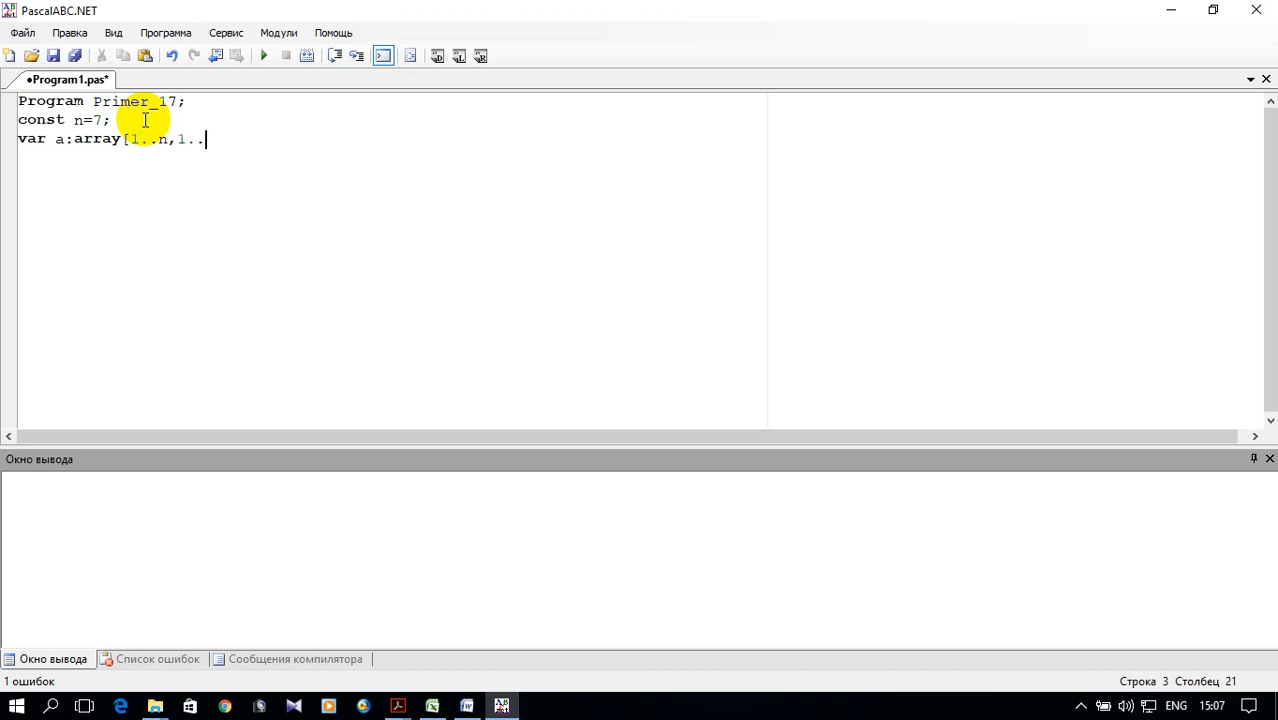 PascalABC.NET
Файл Правка Вид Программа Сервис Модули Помощь
•Program1.pas*
Program Primer_17;
const n=7;
var a:array[1..n,1..
Окно вывода
Окно вывода Список ошибок Сообщения компилятора
1 ошибок Строка 3 Столбец 21
ENG 15:07